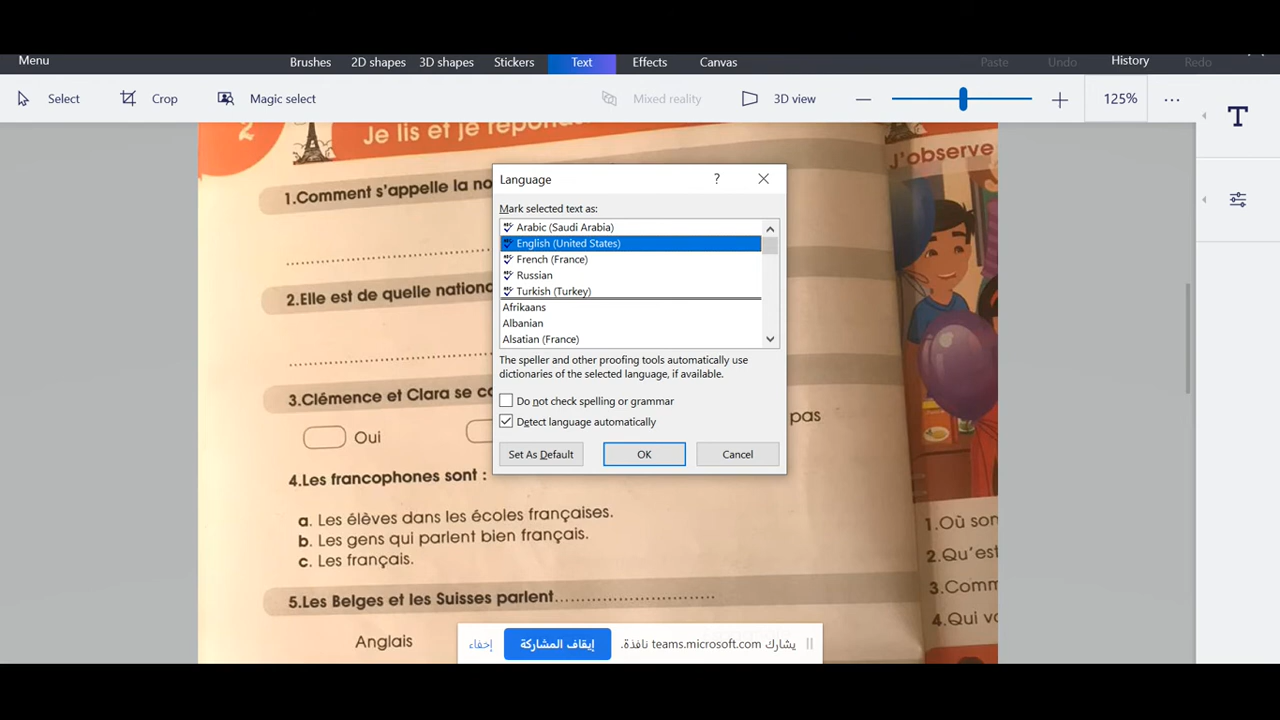 Menu
Brushes 2D shapes 3D shapes Stickers Text Effects Canvas Paste Undo History Redo
Select Crop Magic select Mixed reality 3D view 125%
T
2 Je lis et je
J'observe
1.Comment s'appelle la
Language ?
Mark selected text as:
Arabic (Saudi Arabia)
English (United States)
French (France)
Russian
Turkish (Turkey)
Afrikaans
Albanian
Alsatian (France)
The speller and other proofing tools automatically use
dictionaries of the selected language, if available.
Do not check spelling or grammar
Detect language automatically
Set As Default OK Cancel
2.Elle est de quelle
3.Clémence et Clara se
Oui
pas
4.Les francophones sont :
a. Les élèves dans les écoles françaises.
b. Les gens qui parlent bien français.
c. Les français.
5.Les Belges et les Suisses parlent...........................
Anglais
1.Où
2.Qu'est
3.
4.Qui
يشارك teams.microsoft.com نافذة.
إيقاف المشاركة
إخفاء